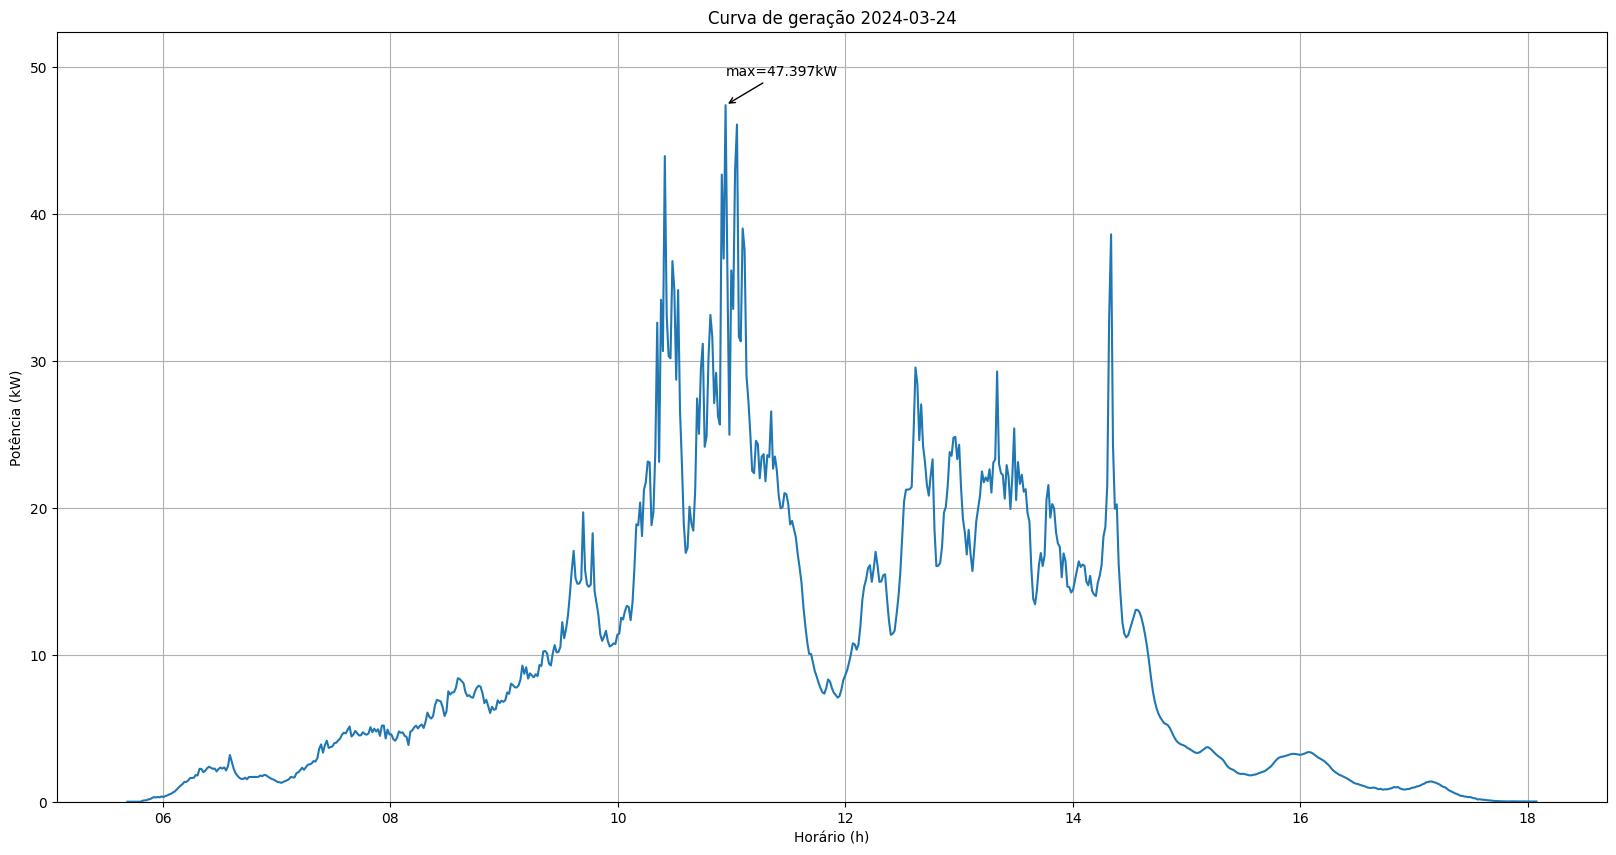 Curva de geração 2024-03-24
max=47.397kW
Potência (kW)
50
40
30
20
10
0
06 08 10 12 14 16 18
Horário (h)